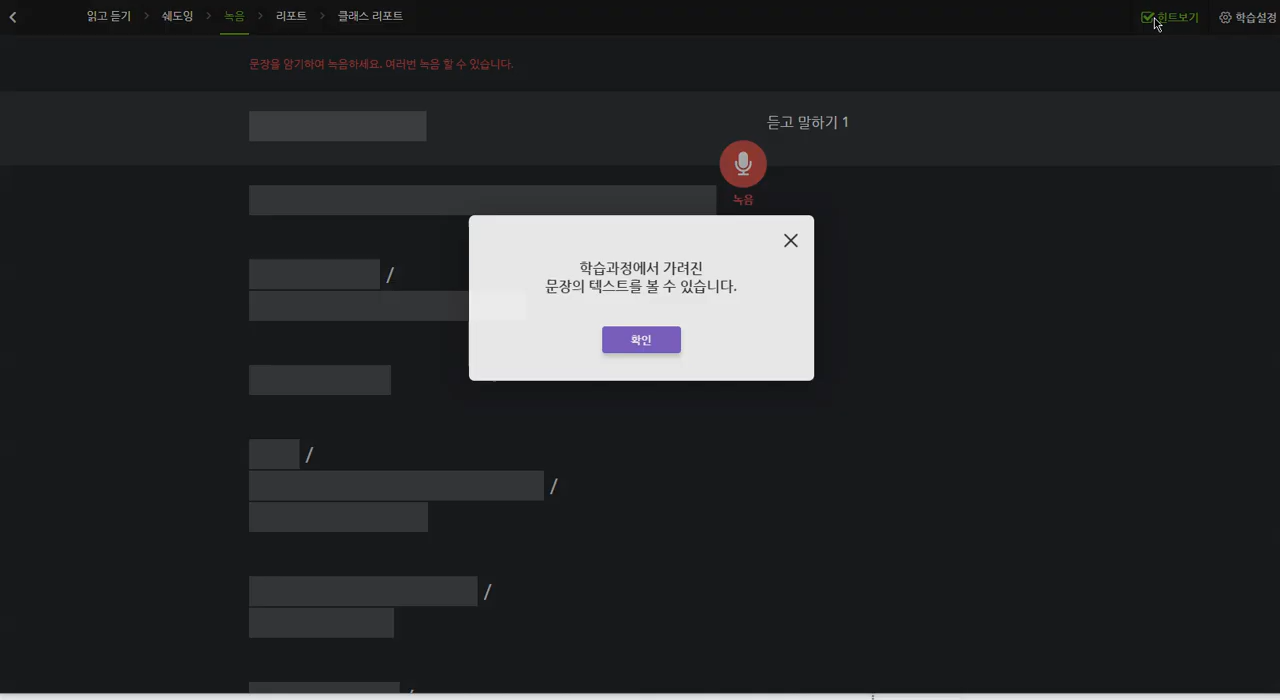 읽고 듣기 > 쉐도잉 > 녹음 > 리포트 > 클래스 리포트
힌트보기
학습설정
문장을 암기하여 녹음하세요. 여러번 녹음 할 수 있습니다.
듣고 말하기 1
녹음
학습과정에서 가려진
문장의 텍스트를 볼 수 있습니다.
확인
/
/
/
/